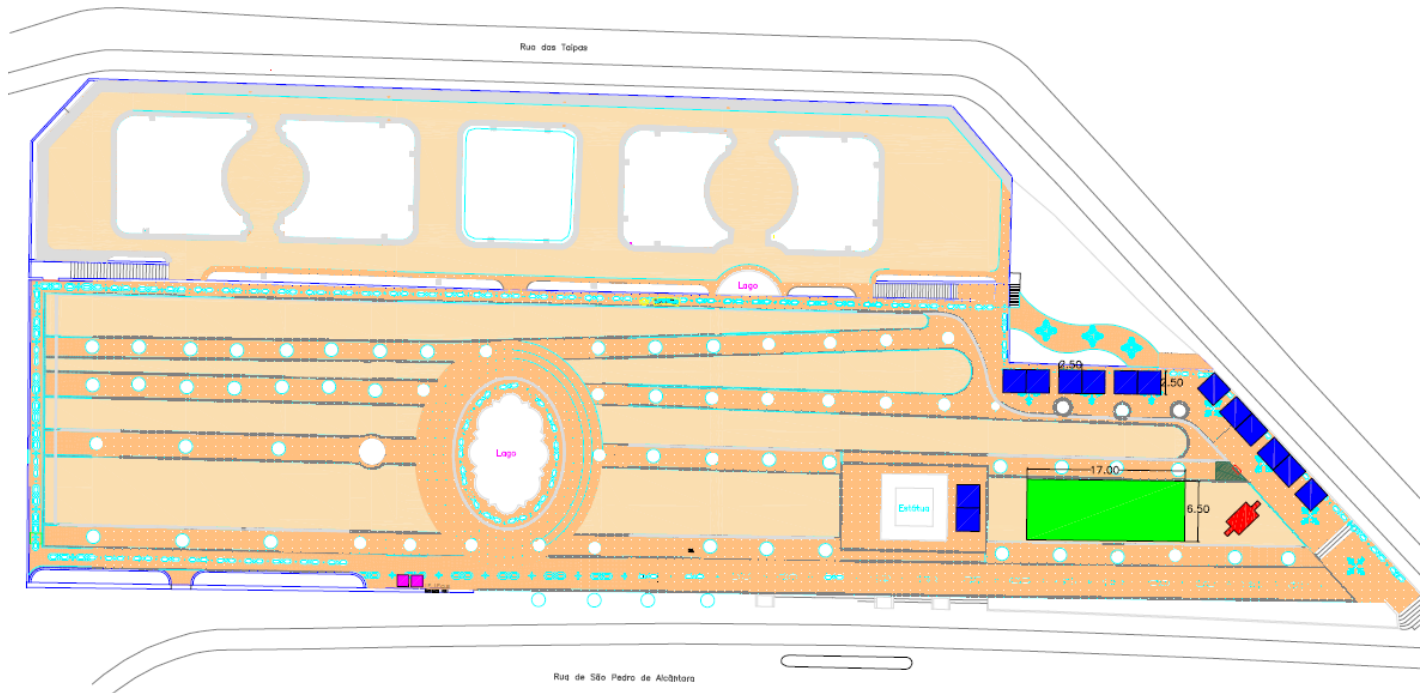 Rua das Taipas
Lago
2.50
2.50
Lago
17.00
Estátua
6.50
Rua de São Pedro de Alcântara